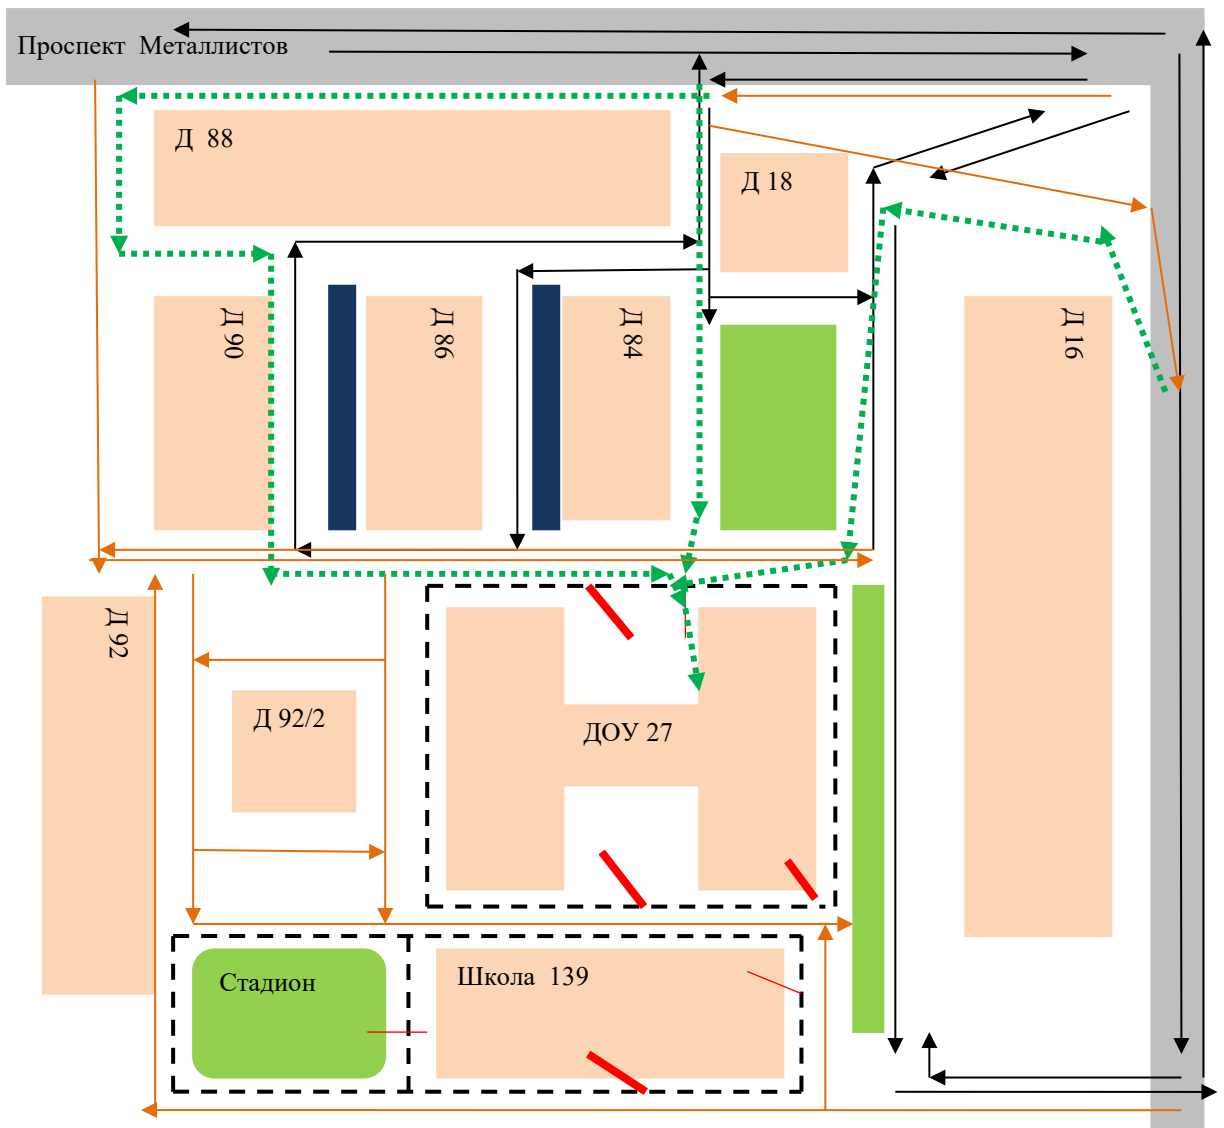 Проспект Металлистов
Д 88
Д 18
Д 90
Д 86
Д 84
Д 16
Д 92
Д 92/2
ДОУ 27
Стадион
Школа 139